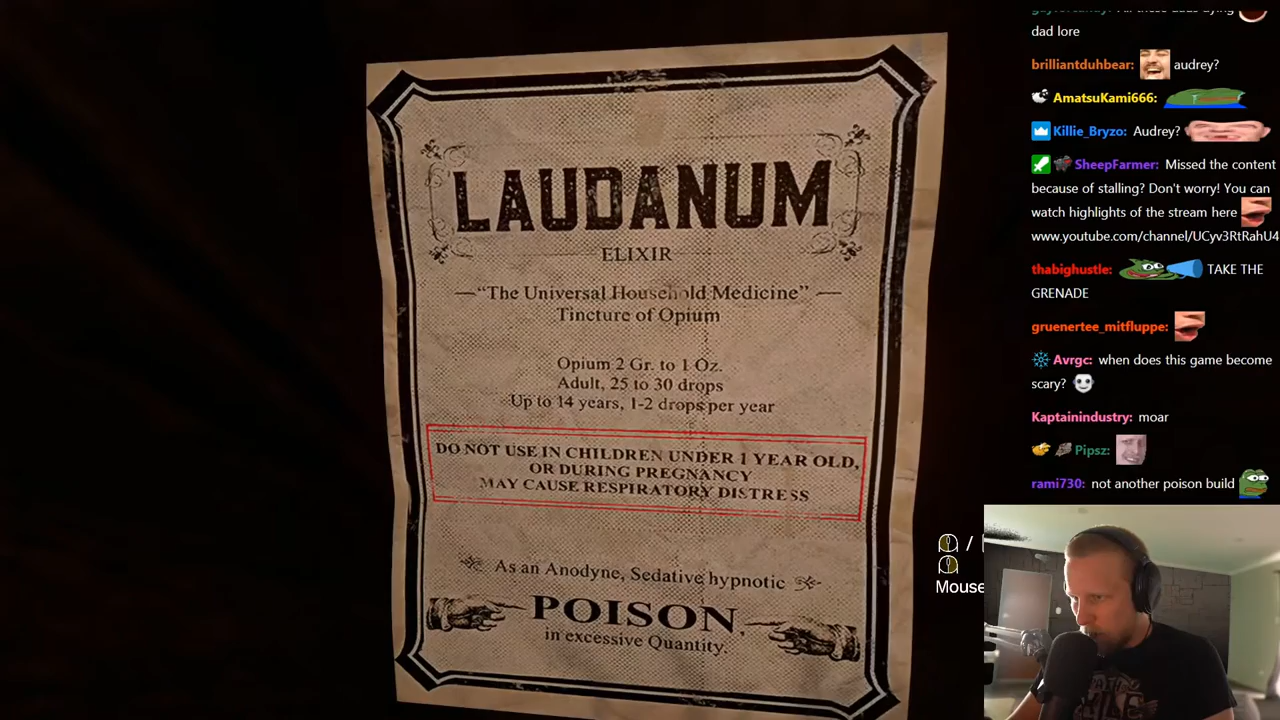 LAUDANUM
ELIXIR
"The Universal Household Medicine"
Tincture of Opium
Opium 2 Gr. to 1 Oz.
Adult, 25 to 30 drops
Up to 14 years, 1-2 drops per year
DO NOT USE IN CHILDREN UNDER 1 YEAR OLD,
OR DURING PREGNANCY
MAY CAUSE RESPIRATORY DISTRESS
As an Anodyne, Sedative hypnotic
POISON,
in excessive Quantity.
/
Mouse
dad lore
brilliantduhbear: audrey?
AmatsuKami666:
Killie_Bryzo: Audrey?
SheepFarmer: Missed the content
because of stalling? Don't worry! You can
watch highlights of the stream here
www.youtube.com/channel/UCyv3RtRahU4
thabighustle: TAKE THE
GRENADE
gruenertee_mitfluppe:
Avrgc: when does this game become
scary?
Kaptainindustry: moar
Pipsz:
rami730: not another poison build